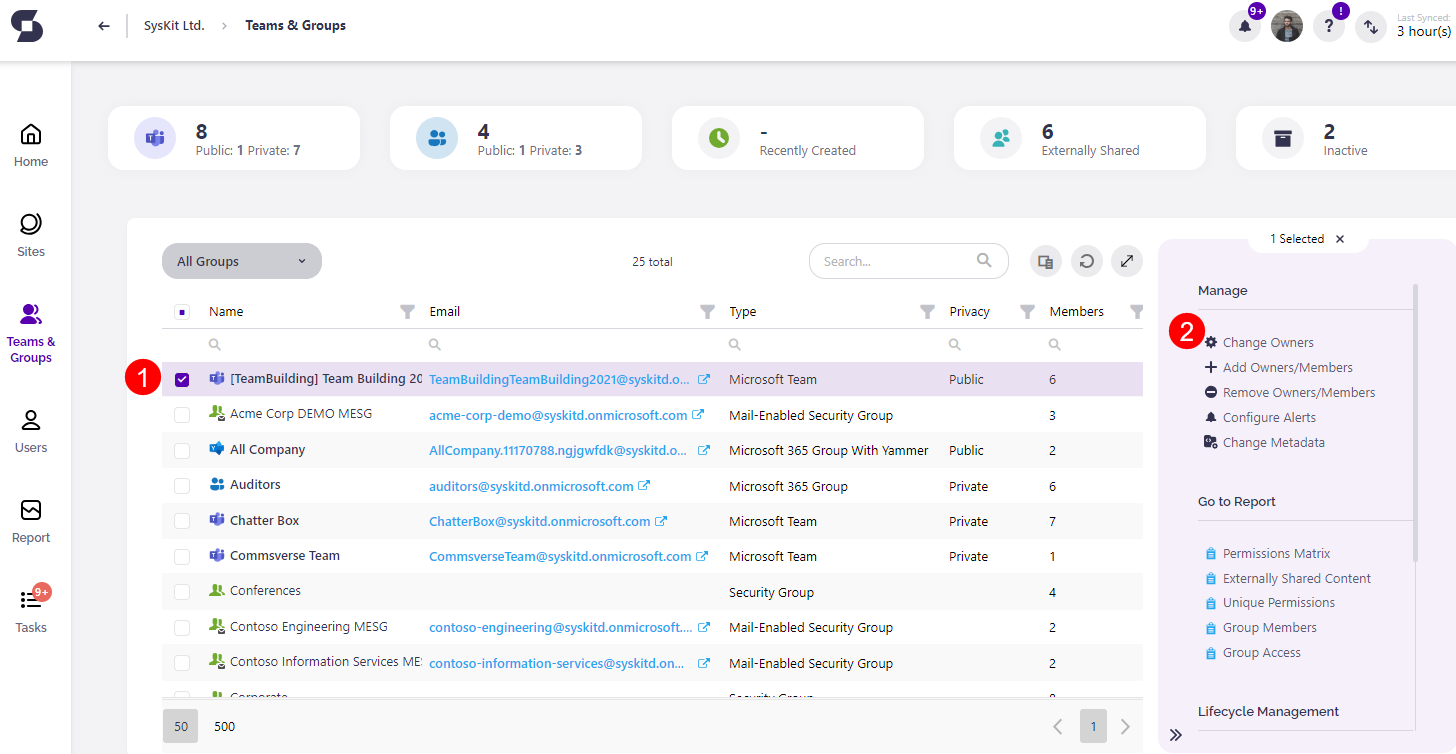 SysKit Ltd. > Teams & Groups
9+
!
?
Last Synced:
3 hour(s)
8
Public: 1 Private: 7
4
Public: 1 Private: 3
-
Recently Created
6
Externally Shared
2
Inactive
Home
Sites
Teams &
Groups
Users
Report
9+
Tasks
All Groups
25 total
Search...
Name Email Type Privacy Members
1
[TeamBuilding] Team Building 20 TeamBuildingTeamBuilding2021@syskitd.o... Microsoft Team Public 6
Acme Corp DEMO MESG acme-corp-demo@syskitd.onmicrosoft.com Mail-Enabled Security Group 3
All Company AllCompany.11170788.ngjgwfdk@syskitd.o... Microsoft 365 Group With Yammer Public 2
Auditors auditors@syskitd.onmicrosoft.com Microsoft 365 Group Private 6
Chatter Box ChatterBox@syskitd.onmicrosoft.com Microsoft Team Private 7
Commsverse Team CommsverseTeam@syskitd.onmicrosoft.com Microsoft Team Private 1
Conferences Security Group 4
Contoso Engineering MESG contoso-engineering@syskitd.onmicrosoft.... Mail-Enabled Security Group 2
Contoso Information Services ME contoso-information-services@syskitd.on... Mail-Enabled Security Group 2
Corporate Security Group
50 500
1
1 Selected
Manage
2
Change Owners
Add Owners/Members
Remove Owners/Members
Configure Alerts
Change Metadata
Go to Report
Permissions Matrix
Externally Shared Content
Unique Permissions
Group Members
Group Access
Lifecycle Management